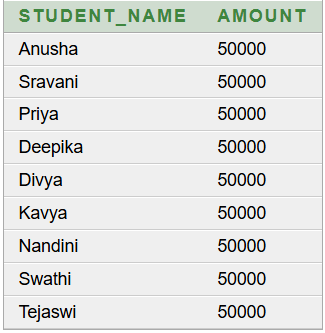 STUDENT_NAME AMOUNT
Anusha 50000
Sravani 50000
Priya 50000
Deepika 50000
Divya 50000
Kavya 50000
Nandini 50000
Swathi 50000
Tejaswi 50000